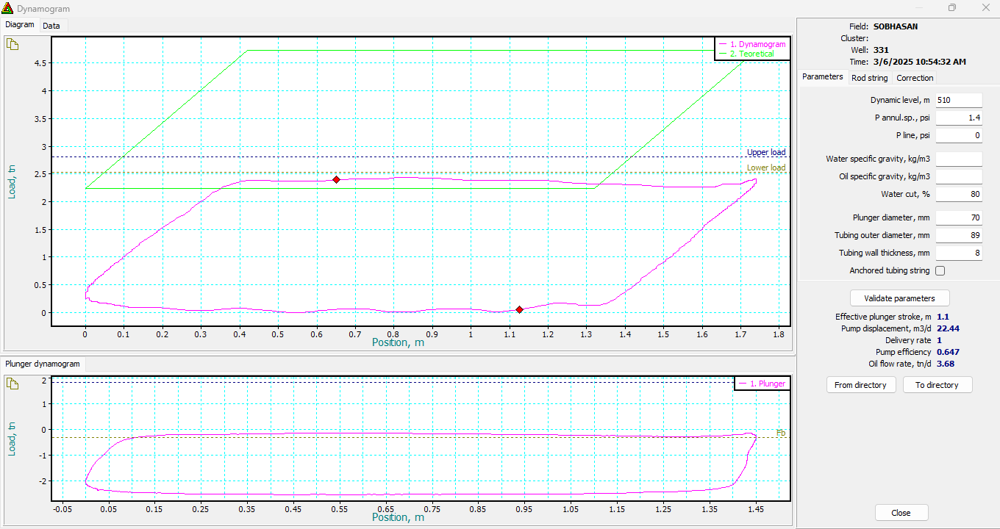 Dynamogram
Diagram Data
1. Dynamogram
2. Teoretical
Upper load
Lower load
4.5
4
3.5
3
2.5
2
1.5
1
0.5
0
Load, tn
0 0.1 0.2 0.3 0.4 0.5 0.6 0.7 0.8 0.9 1 1.1 1.2 1.3 1.4 1.5 1.6 1.7 1.8
Position, m
Plunger dynamogram
1. Plunger
Fb
2
1
0
-1
-2
Load, tn
-0.05 0.05 0.15 0.25 0.35 0.45 0.55 0.65 0.75 0.85 0.95 1.05 1.15 1.25 1.35 1.45
Position, m
Field: SOBHASAN
Cluster:
Well: 331
Time: 3/6/2025 10:54:32 AM
Parameters Rod string Correction
Dynamic level, m 510
P annul.sp., psi 1.4
P line, psi 0
Water specific gravity, kg/m3
Oil specific gravity, kg/m3
Water cut, % 80
Plunger diameter, mm 70
Tubing outer diameter, mm 89
Tubing wall thickness, mm 8
Anchored tubing string
Validate parameters
Effective plunger stroke, m 1.1
Pump displacement, m3/d 22.44
Delivery rate 1
Pump efficiency 0.647
Oil flow rate, tn/d 3.68
From directory To directory
Close